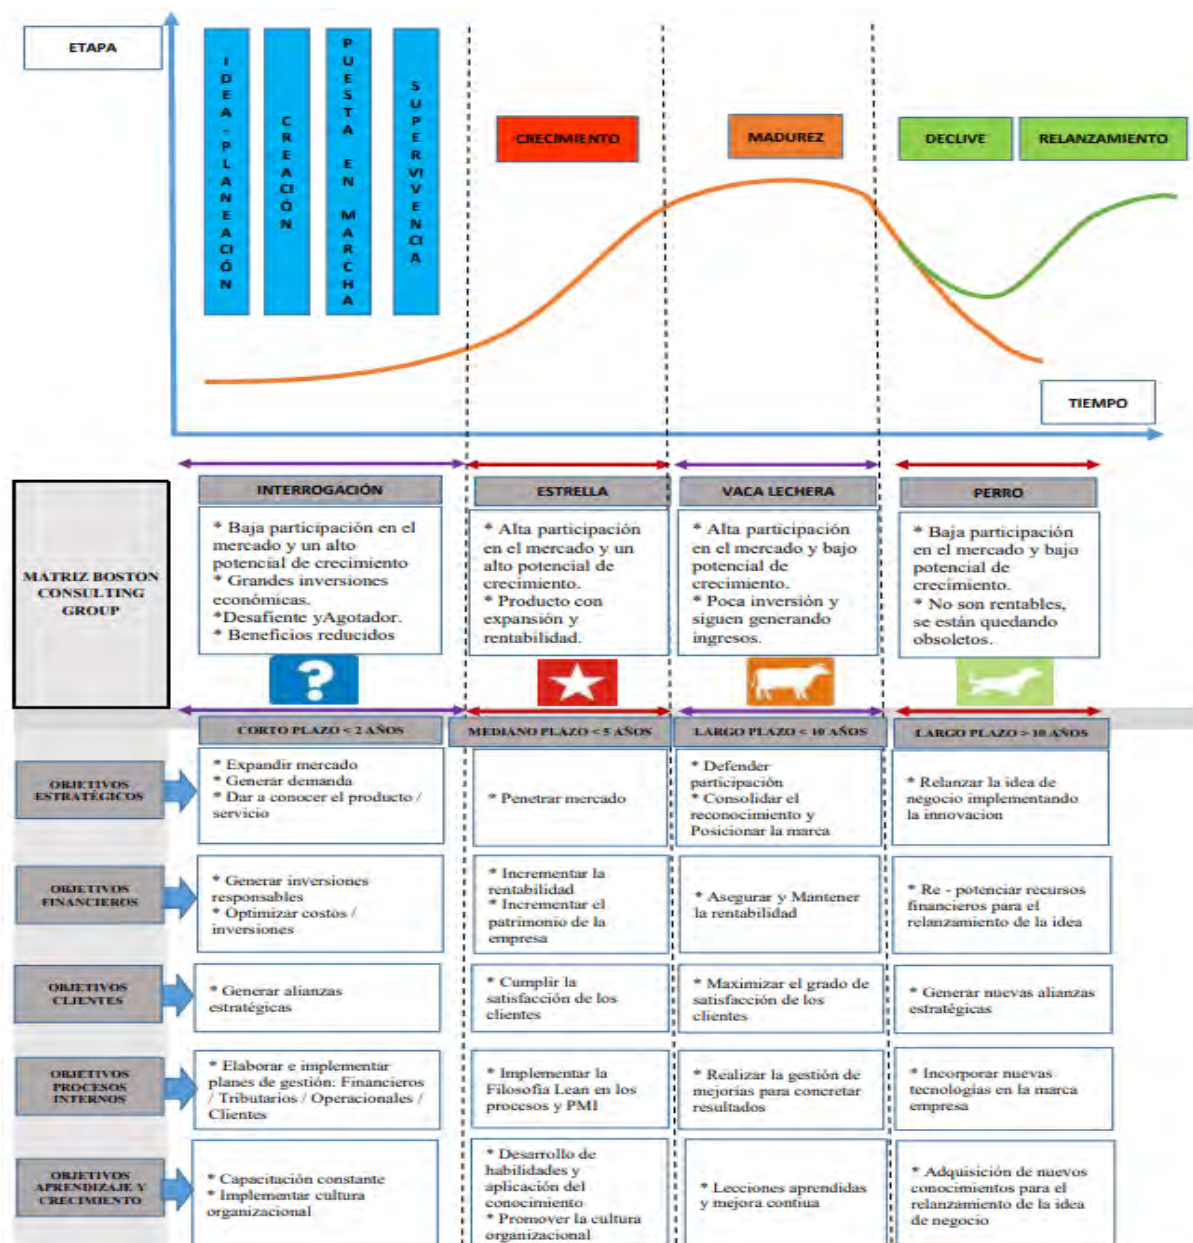 ETAPA
IDEA-PLANEACIÓN
CREACIÓN
PUESTA EN MARCHA
SUPERVIVENCIA
CRECIMIENTO
MADUREZ
DECLIVE
RELANZAMIENTO
TIEMPO
MATRIZ BOSTON
CONSULTING
GROUP
INTERROGACIÓN
* Baja participación en el
mercado y un alto
potencial de crecimiento
* Grandes inversiones
económicas.
*Desafiente yAgotador.
* Beneficios reducidos
?
ESTRELLA
* Alta participación
en el mercado y un
alto potencial de
crecimiento.
* Producto con
expansión y
rentabilidad.
VACA LECHERA
* Alta participación
en el mercado y bajo
potencial de
crecimiento.
* Poca inversión y
siguen generando
ingresos.
PERRO
* Baja participación
en el mercado y bajo
potencial de
crecimiento.
* No son rentables,
se están quedando
obsoletos.
CORTO PLAZO < 2 AÑOS
MEDIANO PLAZO < 5 AÑOS
LARGO PLAZO < 10 AÑOS
LARGO PLAZO > 10 AÑOS
OBJETIVOS
ESTRATÉGICOS
* Expandir mercado
* Generar demanda
* Dar a conocer el producto /
servicio
* Penetrar mercado
* Defender
participación
* Consolidar el
reconocimiento y
Posicionar la marca
* Relanzar la idea de
negocio implementando
la innovacion
OBJETIVOS
FINANCIEROS
* Generar inversiones
responsables
* Optimizar costos /
inversiones
* Incrementar la
rentabilidad
* Incrementar el
patrimonio de la
empresa
* Asegurar y Mantener
la rentabilidad
* Re - potenciar recursos
financieros para el
relanzamiento de la idea
OBJETIVOS
CLIENTES
* Generar alianzas
estratégicas
* Cumplir la
satisfacción de los
clientes
* Maximizar el grado de
satisfacción de los
clientes
* Generar nuevas alianzas
estratégicas
OBJETIVOS
PROCESOS
INTERNOS
* Elaborar e implementar
planes de gestión: Financieros
/ Tributarios / Operacionales /
Clientes
* Implementar la
Filosofía Lean en los
procesos y PMI
* Realizar la gestión de
mejorías para concretar
resultados
* Incorporar nuevas
tecnologías en la marca
empresa
OBJETIVOS
APRENDIZAJE Y
CRECIMIENTO
* Capacitación constante
* Implementar cultura
organizacional
* Desarrollo de
habilidades y
aplicación del
conocimiento
* Promover la cultura
organizacional
* Lecciones aprendidas
y mejora contiua
* Adquisición de nuevos
conocimientos para el
relanzamiento de la idea
de negocio